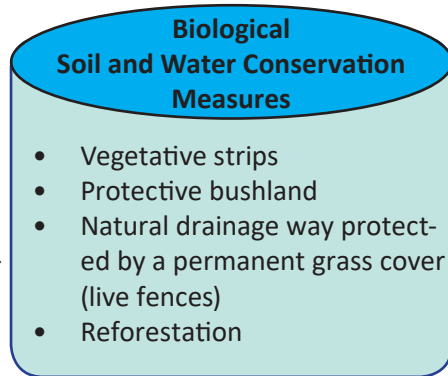 Biological
Soil and Water Conservation
Measures
• Vegetative strips
• Protective bushland
• Natural drainage way protect-
ed by a permanent grass cover
(live fences)
• Reforestation